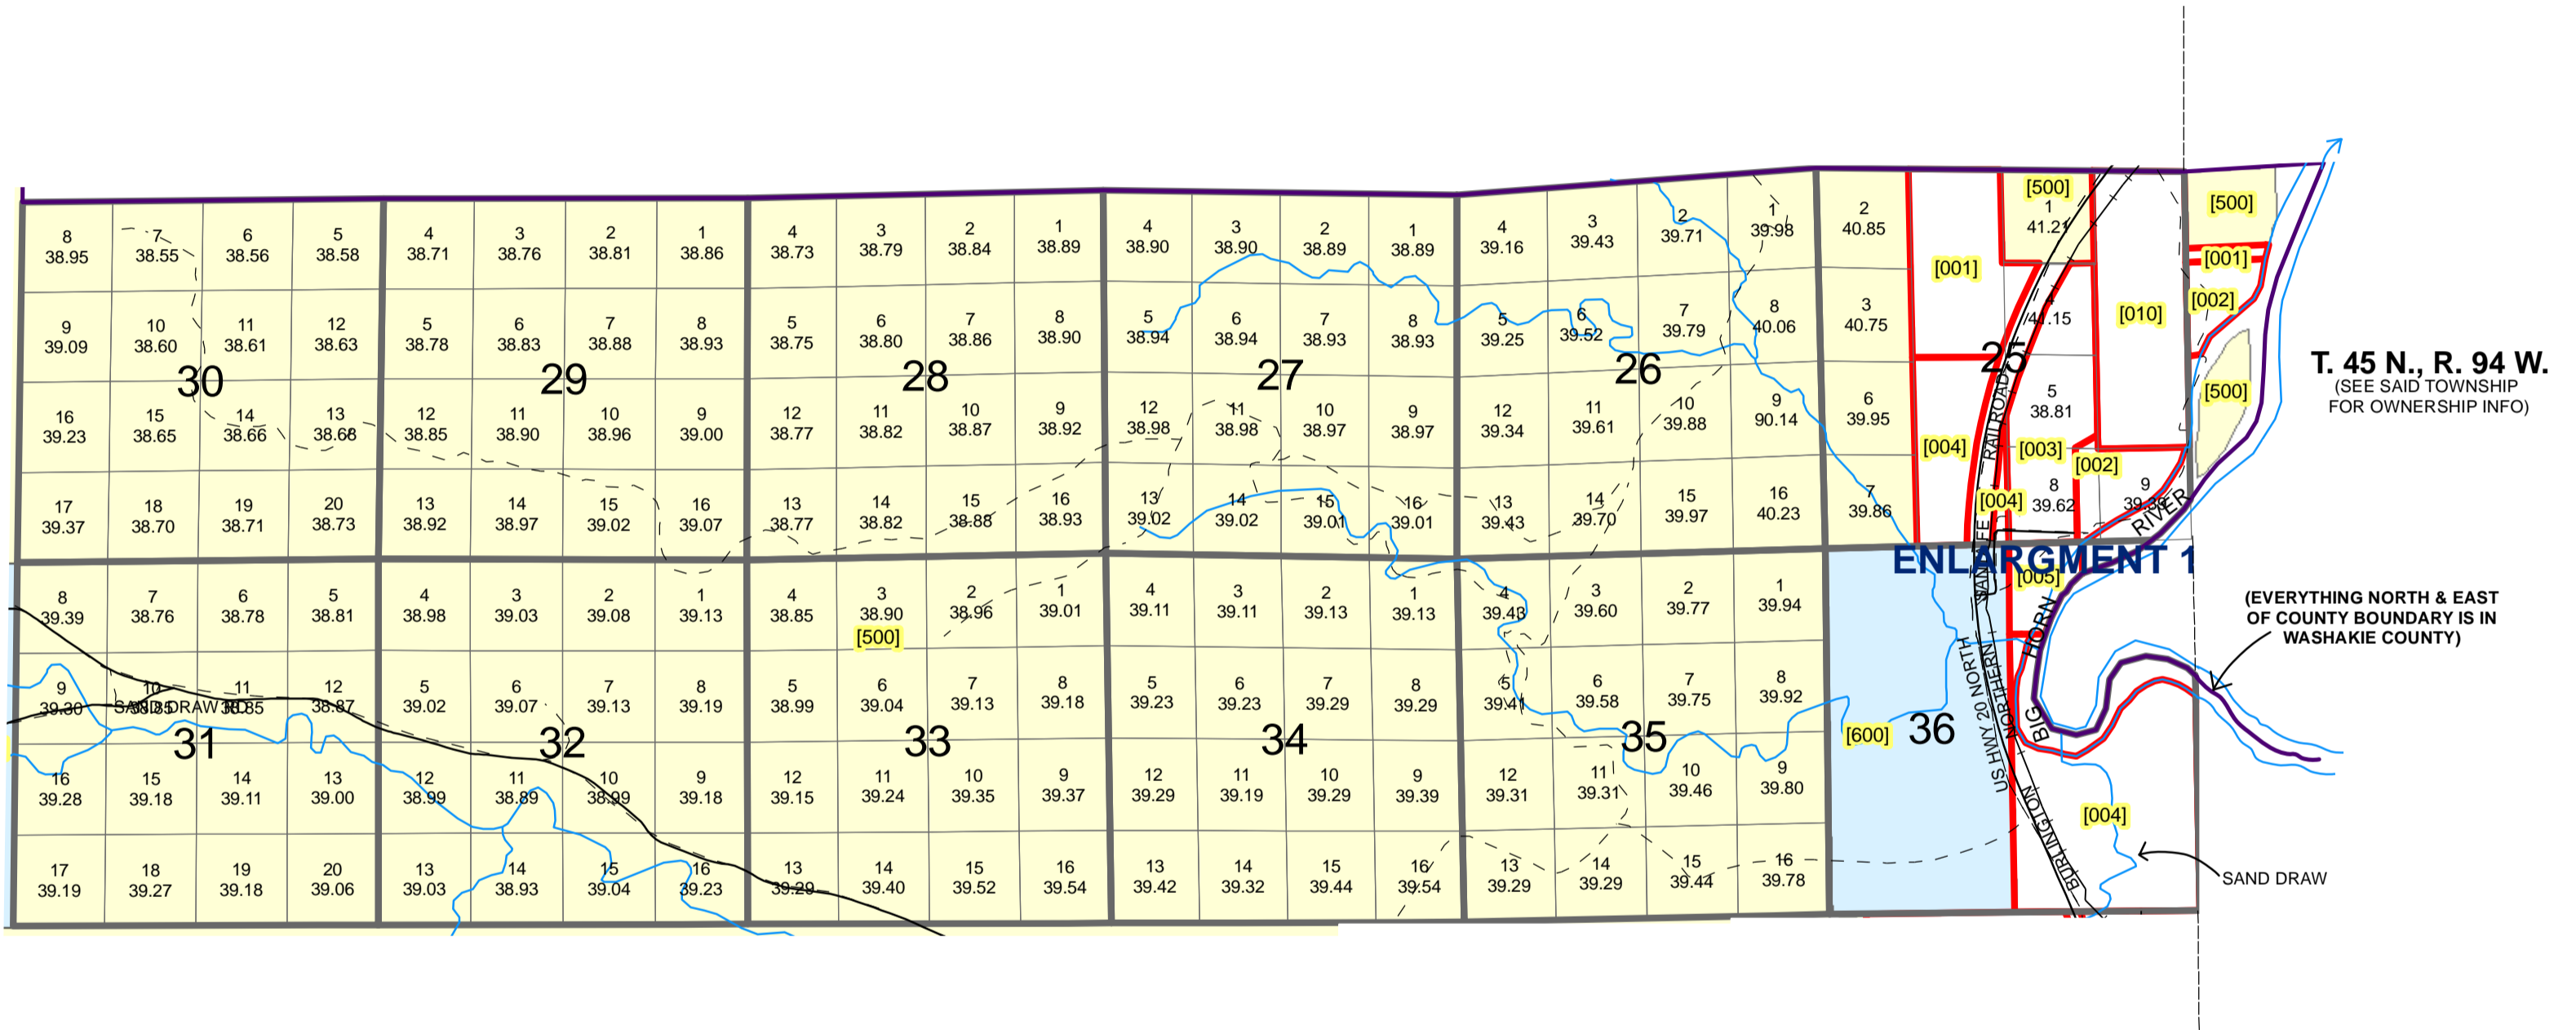 8 7 6 5 4 3 2 1 4 3 2 1 4 3 2 1 4 3 2 1 2 [500]
38.95 38.55 38.56 38.58 38.71 38.76 38.81 38.86 38.73 38.79 38.84 38.89 38.90 38.90 38.89 38.89 39.16 39.43 39.71 39.98 40.85 1
41.21
[500]
[001]
[001]
[002]
[010]
9 10 11 12 5 6 7 8 5 6 7 8 5 6 7 8 5 6 7 8 3 4
39.09 38.60 38.61 38.63 38.78 38.83 38.88 38.93 38.75 38.80 38.86 38.90 38.94 38.94 38.93 38.93 39.25 39.52 39.79 40.06 40.75 41.15
30 29 28 27 26 25
T. 45 N., R. 94 W.
(SEE SAID TOWNSHIP
FOR OWNERSHIP INFO)
[500]
16 15 14 13 12 11 10 9 12 11 10 9 12 11 10 9 12 11 10 9 6 5
39.23 38.65 38.66 38.68 38.85 38.90 38.96 39.00 38.77 38.82 38.87 38.92 38.98 38.98 38.97 38.97 39.34 39.61 39.88 90.14 39.95 38.81
[004] [003] [002]
17 18 19 20 13 14 15 16 13 14 15 16 13 14 15 16 13 14 15 16 7 [004] 8 9
39.37 38.70 38.71 38.73 38.92 38.97 39.02 39.07 38.77 38.82 38.88 38.93 39.02 39.02 39.01 39.01 39.43 39.70 39.97 40.23 39.86 39.62 39.39
RIVER
ENLARGMENT 1
[005]
8 7 6 5 4 3 2 1 4 3 2 1 4 3 2 1 4 3 2 1
39.39 38.76 38.78 38.81 38.98 39.03 39.08 39.13 38.85 38.90 38.96 39.01 39.11 39.11 39.13 39.13 39.43 39.60 39.77 39.94
[500]
(EVERYTHING NORTH & EAST
OF COUNTY BOUNDARY IS IN
WASHAKIE COUNTY)
9 10 11 12 5 6 7 8 5 6 7 8 5 6 7 8 5 6 7 8
39.30 38.85 38.85 38.87 39.02 39.07 39.13 39.19 38.99 39.04 39.13 39.18 39.23 39.23 39.29 39.29 39.41 39.58 39.75 39.92
SAND DRAW RD
31 32 33 34 35 [600] 36
BIG HORN
US HWY 20 NORTH
BURLINGTON NORTHERN SANTA FE RAILROAD
16 15 14 13 12 11 10 9 12 11 10 9 12 11 10 9 12 11 10 9
39.28 39.18 39.11 39.00 38.99 38.89 38.99 39.18 39.15 39.24 39.35 39.37 39.29 39.19 39.29 39.39 39.31 39.31 39.46 39.80
[004]
17 18 19 20 13 14 15 16 13 14 15 16 13 14 15 16 13 14 15 16
39.19 39.27 39.18 39.06 39.03 38.93 39.04 39.23 39.29 39.40 39.52 39.54 39.42 39.32 39.44 39.54 39.29 39.29 39.44 39.78
SAND DRAW